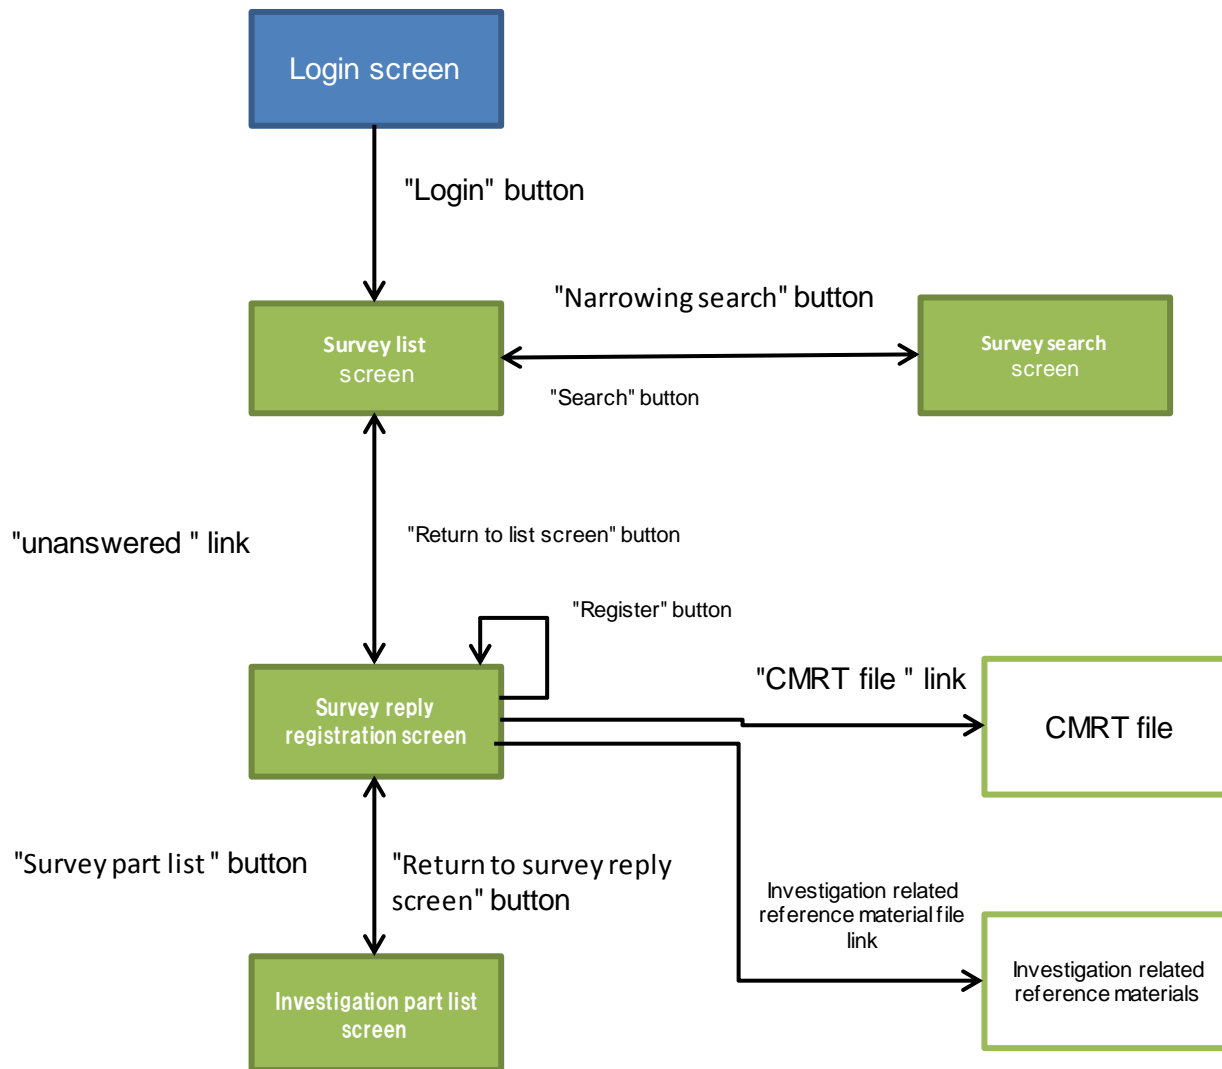 Login screen
"Login" button
"Narrowing search" button
Survey list
screen
Survey search
screen
"Search" button
"unanswered " link
"Return to list screen" button
"Register" button
Survey reply
registration screen
"CMRT file " link
CMRT file
"Survey part list " button
"Return to survey reply
screen" button
Investigation related
reference material file
link
Investigation part list
screen
Investigation related
reference materials